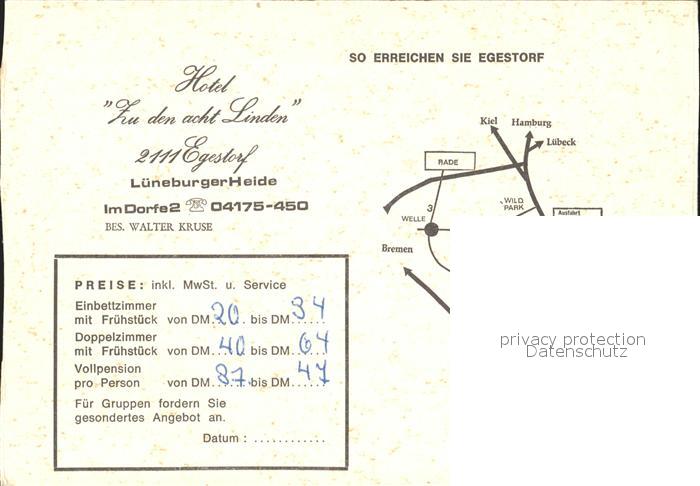 SO ERREICHEN SIE EGESTORF
Hotel
"Zu den acht Linden"
2111 Egestorf
Lüneburger Heide
Im Dorfe 2 ☎ 04175-450
BES. WALTER KRUSE
Kiel
Hamburg
Lübeck
RADE
WILD
PARK
Ausfahrt
3
WELLE
Bremen
PREISE: inkl. MwSt. u. Service
Einbettzimmer
mit Frühstück von DM 20 bis DM 34
Doppelzimmer
mit Frühstück von DM 40 bis DM 64
Vollpension
pro Person von DM 37 bis DM 47
Für Gruppen fordern Sie
gesondertes Angebot an.
Datum : ............
privacy protection
Datenschutz